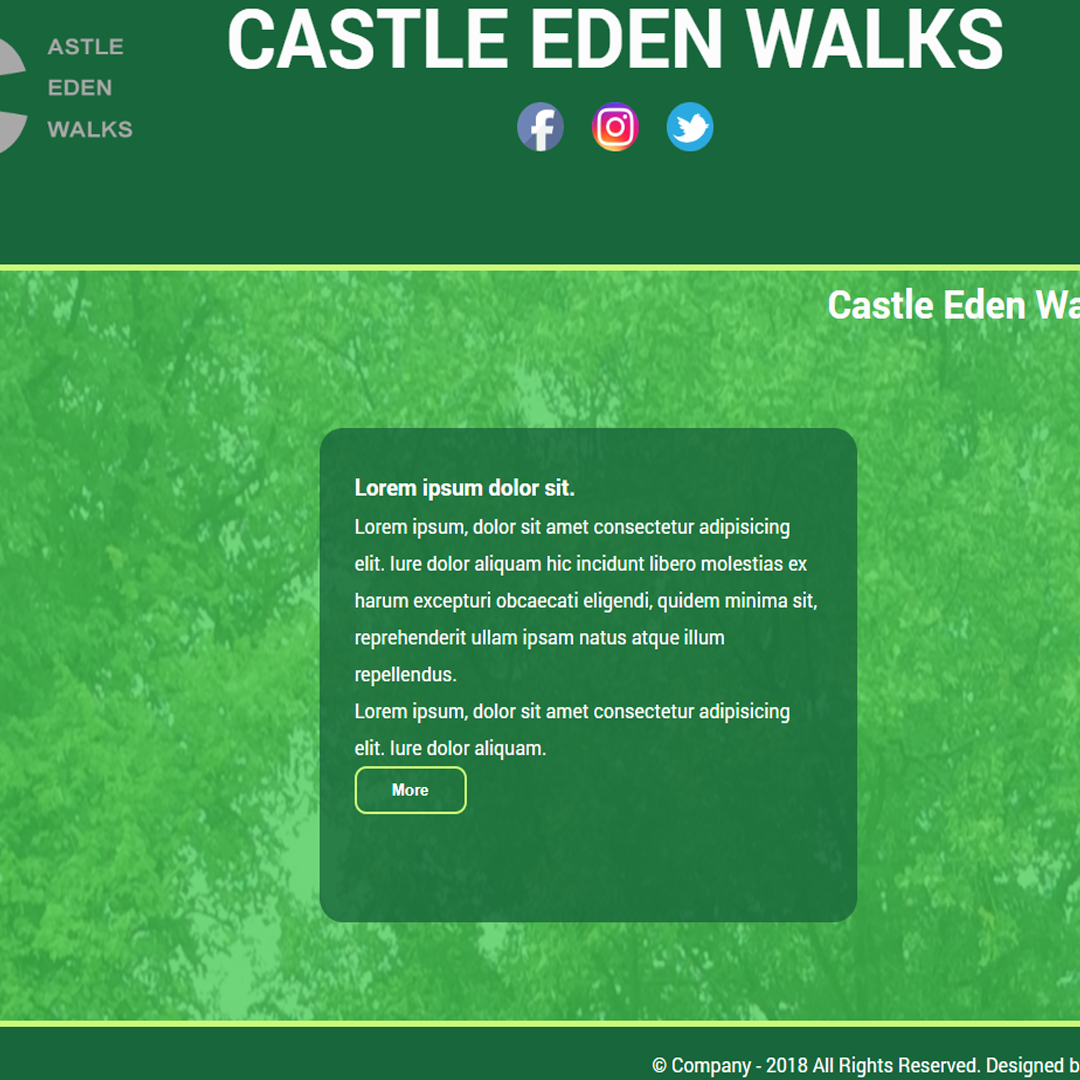 ASTLE
EDEN
WALKS
CASTLE EDEN WALKS
Castle Eden
Lorem ipsum dolor sit.
Lorem ipsum, dolor sit amet consectetur adipisicing
elit. Iure dolor aliquam hic incidunt libero molestias ex
harum excepturi obcaecati eligendi, quidem minima sit,
reprehenderit ullam ipsam natus atque illum
repellendus.
Lorem ipsum, dolor sit amet consectetur adipisicing
elit. Iure dolor aliquam.
More
© Company - 2018 All Rights Reserved. Designed